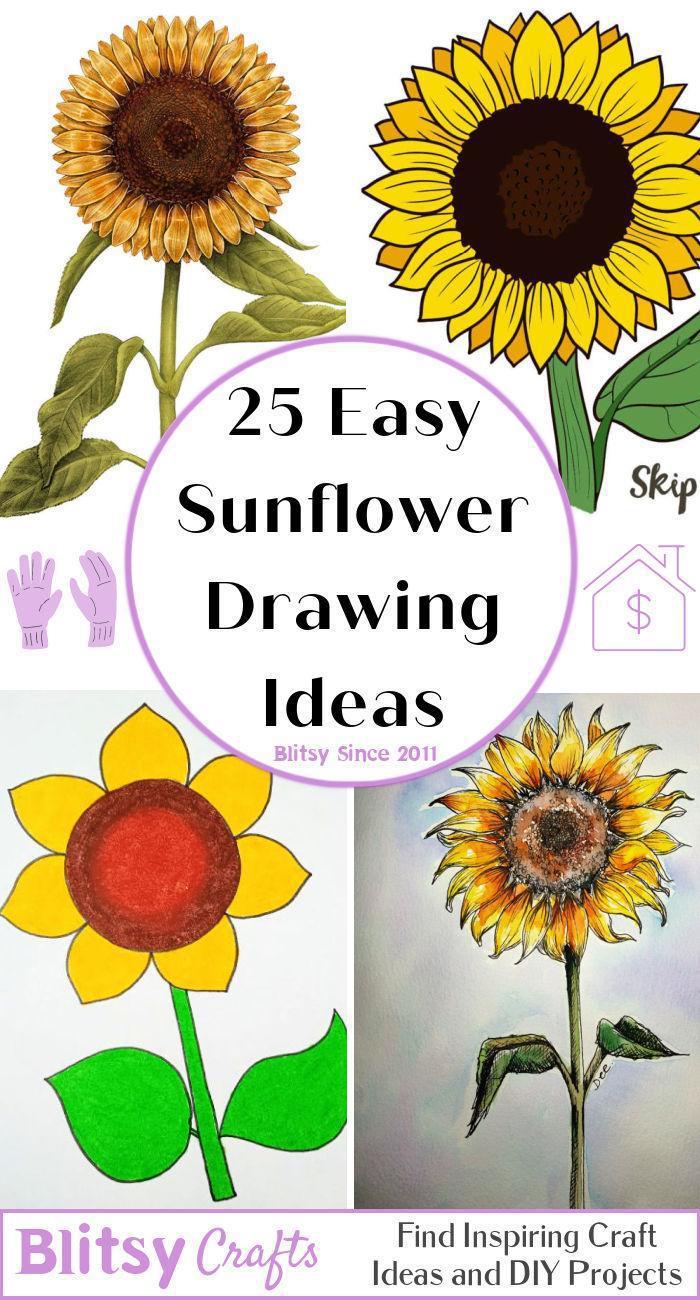 Skip
25 Easy
Sunflower
Drawing
Ideas
Blitsy Since 2011
$
Dee
Blitsy Crafts
Find Inspiring Craft
Ideas and DIY Projects